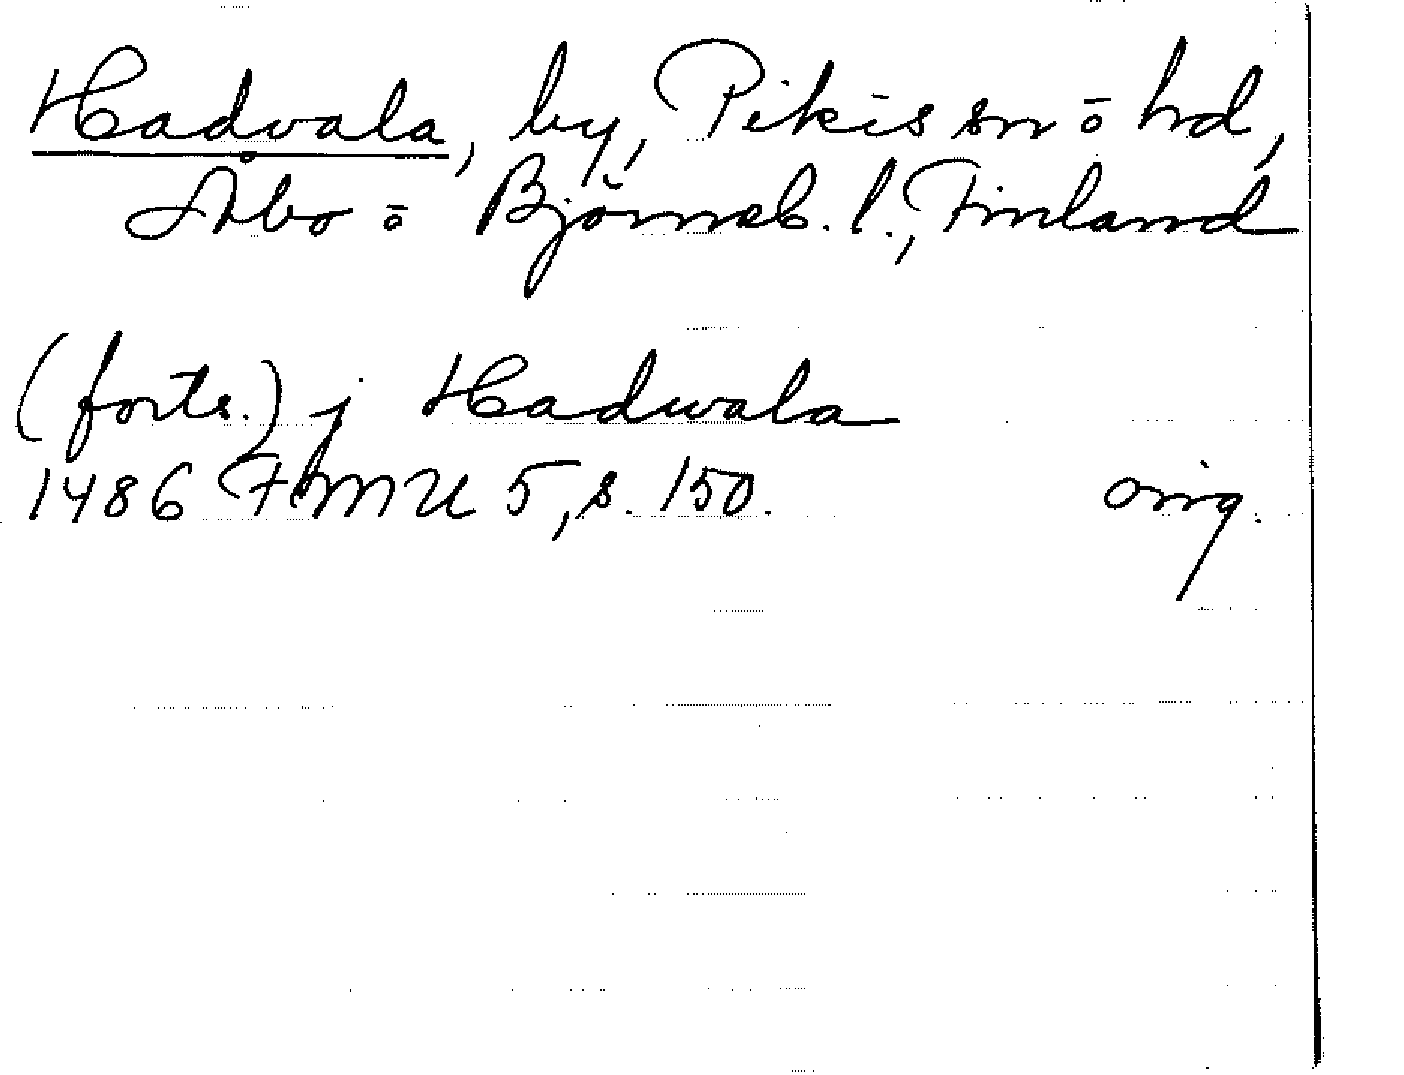 Hadvala, by, Pikis sn ō hd,
Åbo ō Björneb. l., Finland
(forts.) j Hadwala
1486 FMU 5, s. 150. orig.